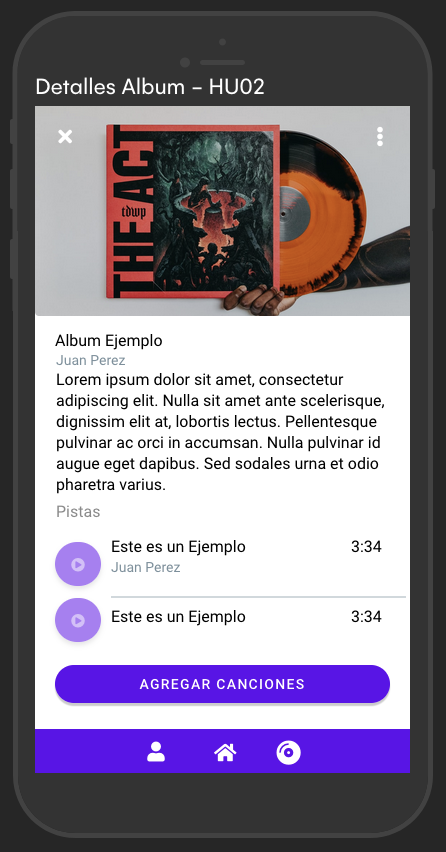 Detalles Album - HU02
THE ACT
tdwp
Album Ejemplo
Juan Perez
Lorem ipsum dolor sit amet, consectetur
adipiscing elit. Nulla sit amet ante scelerisque,
dignissim elit at, lobortis lectus. Pellentesque
pulvinar ac orci in accumsan. Nulla pulvinar id
augue eget dapibus. Sed sodales urna et odio
pharetra varius.
Pistas
Este es un Ejemplo 3:34
Juan Perez
Este es un Ejemplo 3:34
AGREGAR CANCIONES